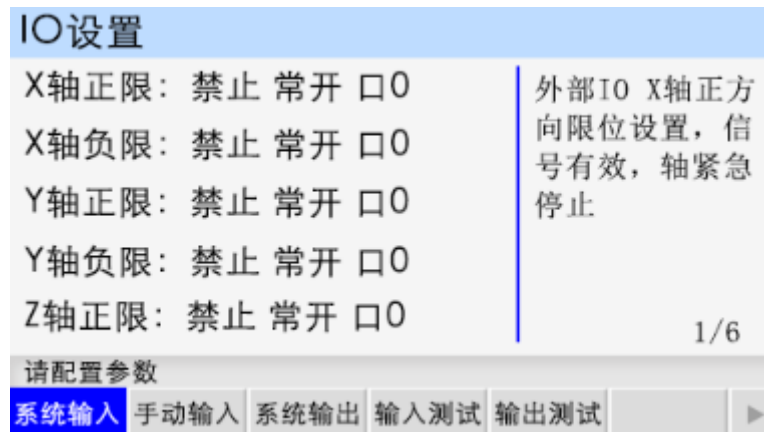 IO设置
X轴正限：禁止 常开 口0
X轴负限：禁止 常开 口0
Y轴正限：禁止 常开 口0
Y轴负限：禁止 常开 口0
Z轴正限：禁止 常开 口0
外部IO X轴正方
向限位设置，信
号有效，轴紧急
停止
1/6
请配置参数
系统输入 手动输入 系统输出 输入测试 输出测试